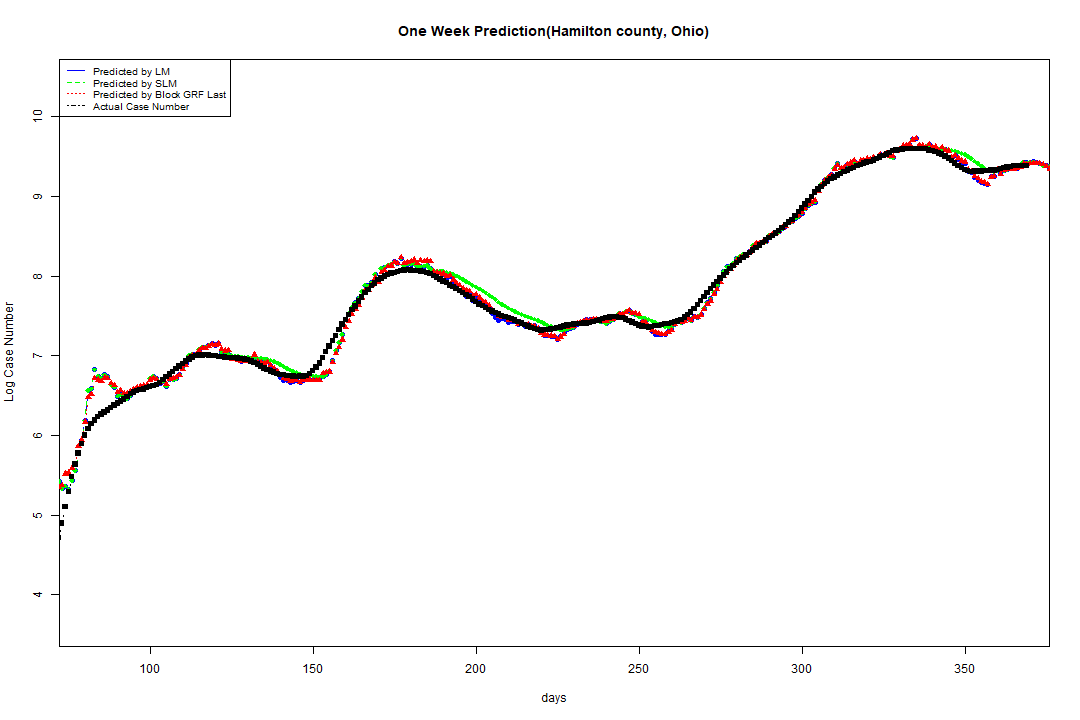 One Week Prediction(Hamilton county, Ohio)
Predicted by LM
Predicted by SLM
Predicted by Block GRF Last
Actual Case Number
10
9
8
7
6
5
4
Log Case Number
100 150 200 250 300 350
days